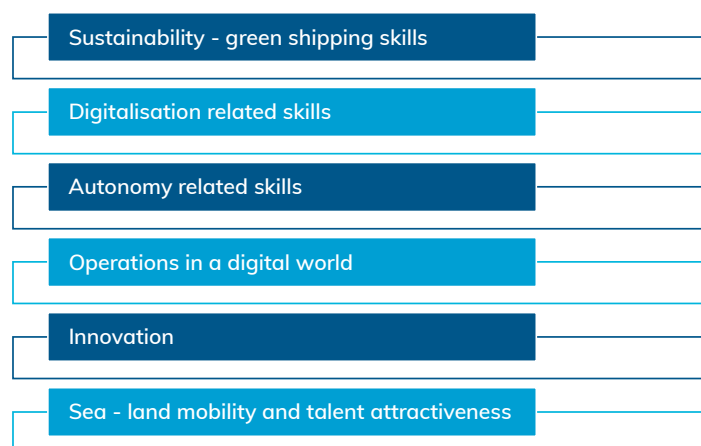 Sustainability - green shipping skills
Digitalisation related skills
Autonomy related skills
Operations in a digital world
Innovation
Sea - land mobility and talent attractiveness